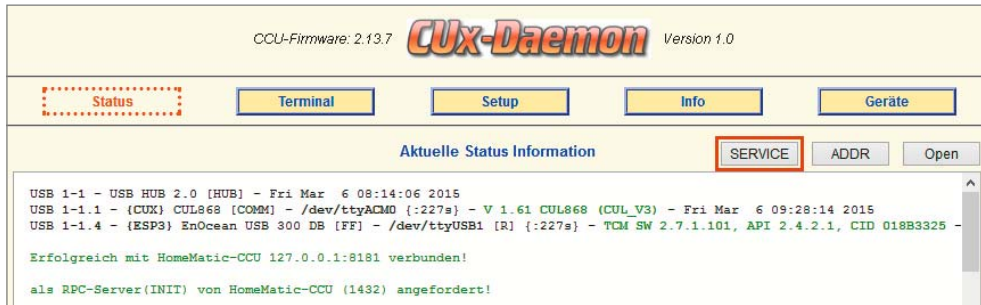 CCU-Firmware: 2.13.7 CUx-Daemon Version 1.0
Status Terminal Setup Info Geräte
Aktuelle Status Information SERVICE ADDR Open
USB 1-1 - USB HUB 2.0 [HUB] - Fri Mar 6 08:14:06 2015
USB 1-1.1 - {CUX} CUL868 [COMM] - /dev/ttyACM0 {:227s} - V 1.61 CUL868 (CUL_V3) - Fri Mar 6 09:28:14 2015
USB 1-1.4 - {ESP3} EnOcean USB 300 DB [FF] - /dev/ttyUSB1 [R] {:227s} - TCM SW 2.7.1.101, API 2.4.2.1, CID 018B3325 -
Erfolgreich mit HomeMatic-CCU 127.0.0.1:8181 verbunden!
als RPC-Server(INIT) von HomeMatic-CCU (1432) angefordert!